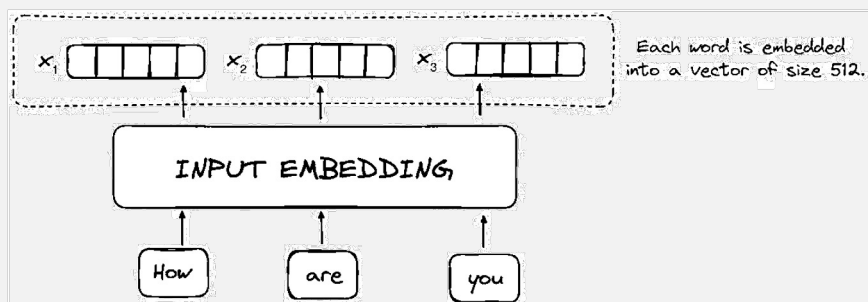 x₁ x₂ x₃
Each word is embedded
into a vector of size 512.
INPUT EMBEDDING
How are you